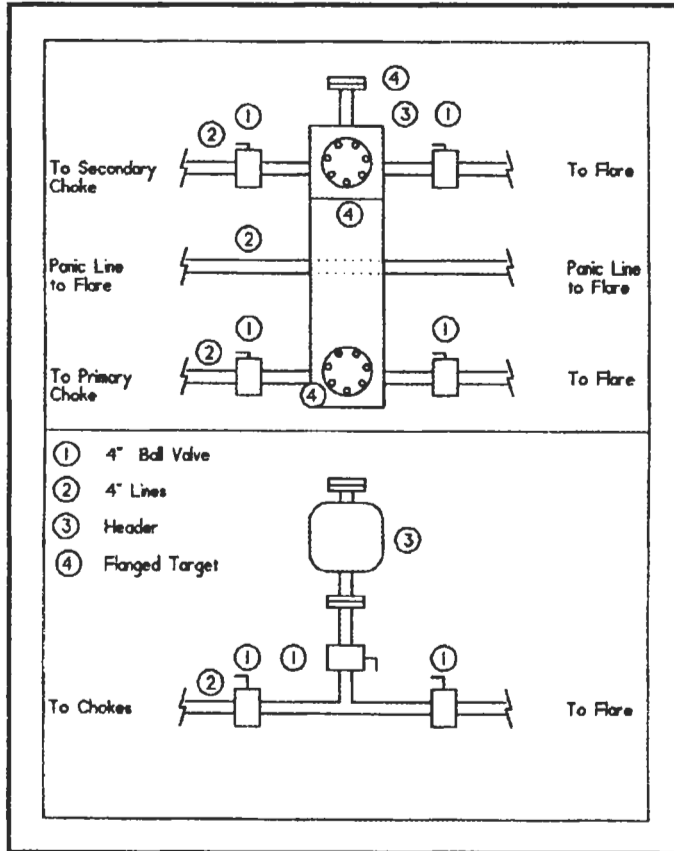 ④
① ③ ①
②
To Secondary
Choke
To Flare
④
②
Panic Line
to Flare
Panic Line
to Flare
① ①
②
To Primary
Choke
To Flare
④
① 4" Ball Valve
② 4" Lines
③ Header
④ Flanged Target
③
① ① ①
②
To Chokes
To Flare